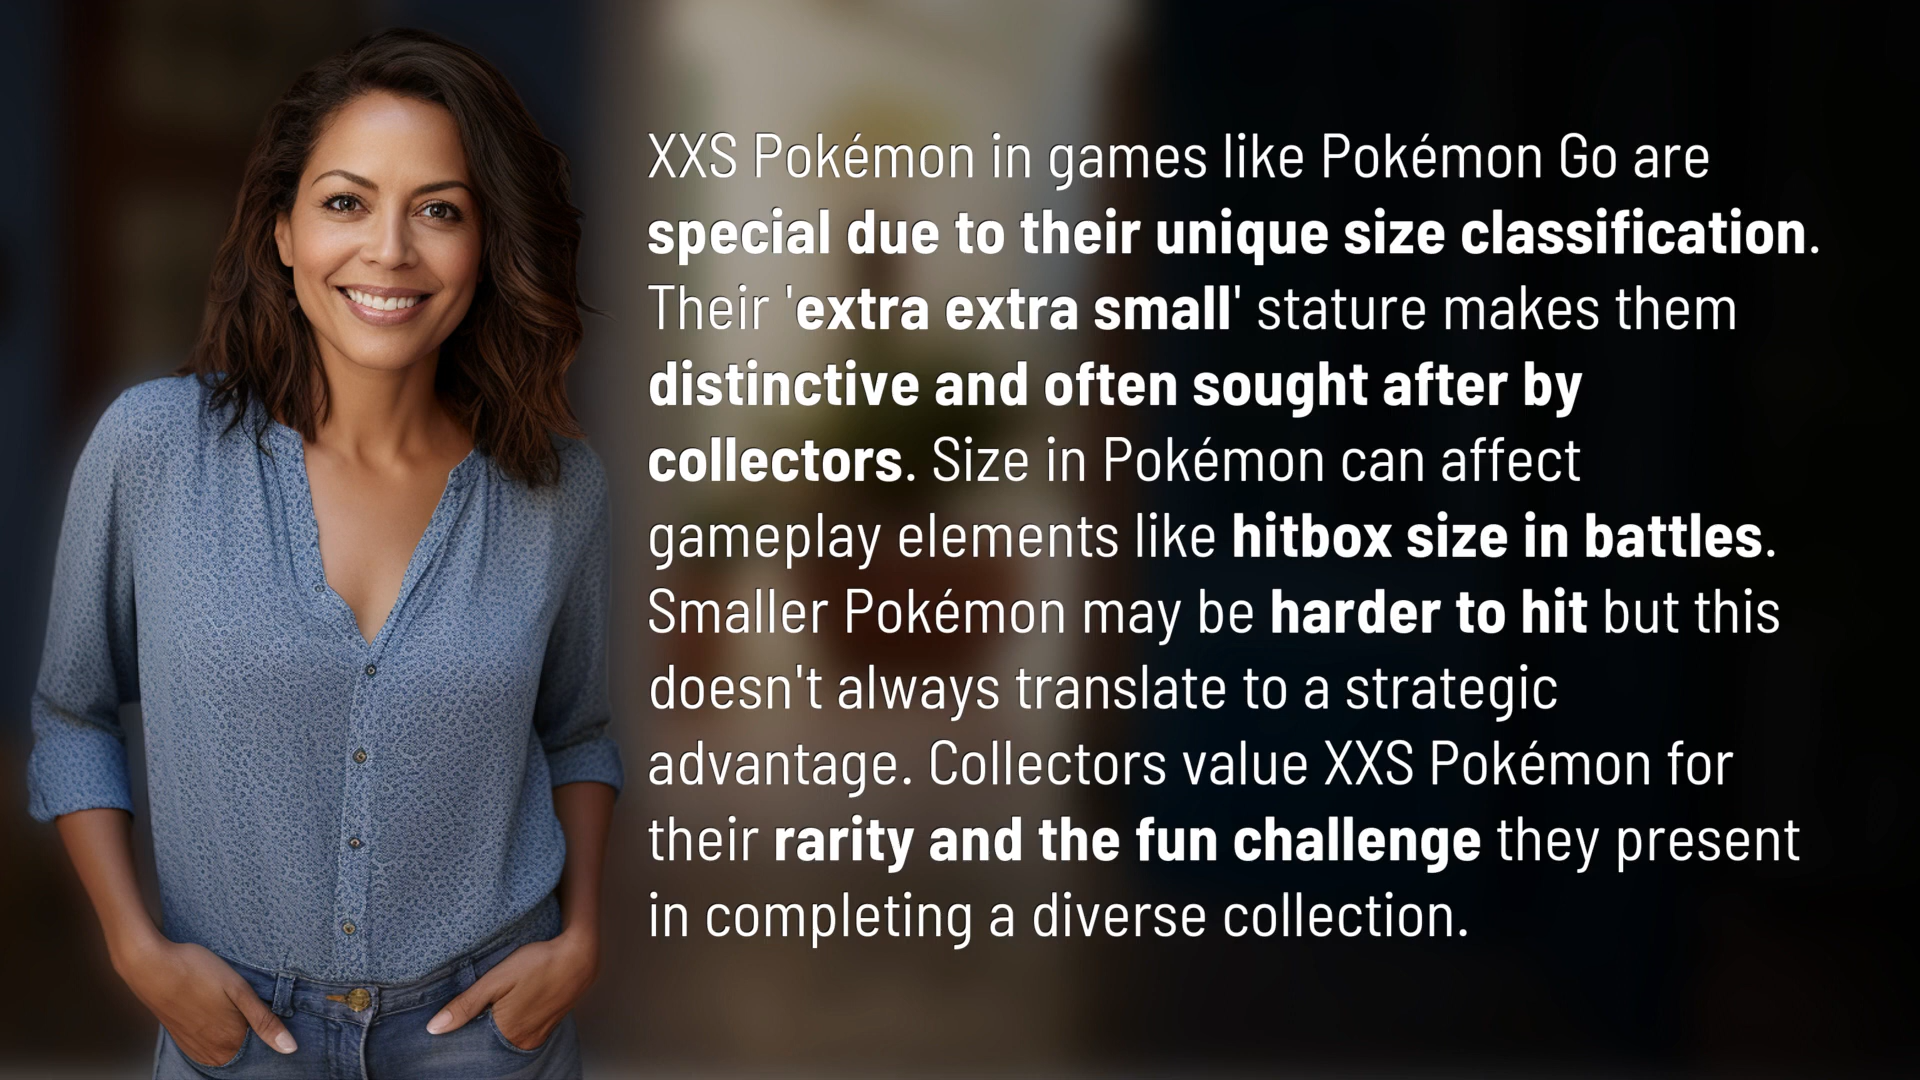 XXS Pokémon in games like Pokémon Go are
special due to their unique size classification.
Their 'extra extra small' stature makes them
distinctive and often sought after by
collectors. Size in Pokémon can affect
gameplay elements like hitbox size in battles.
Smaller Pokémon may be harder to hit but this
doesn't always translate to a strategic
advantage. Collectors value XXS Pokémon for
their rarity and the fun challenge they present
in completing a diverse collection.